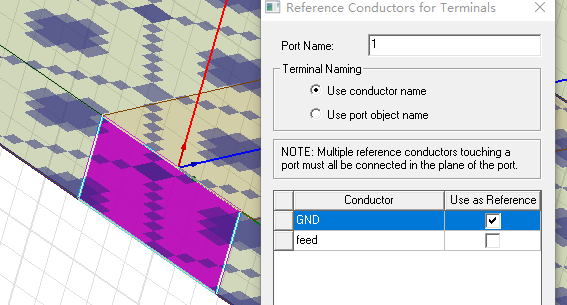 Reference Conductors for Terminals
Port Name:
1
Terminal Naming
Use conductor name
Use port object name
NOTE: Multiple reference conductors touching a
port must all be connected in the plane of the port.
Conductor Use as Reference
GND
feed